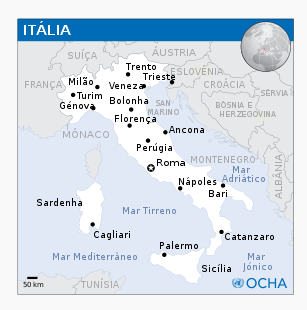 ITÁLIA
ÁUSTRIA
SUÍÇA
Trento
ESLOVÉNIA
FRANÇA
Milão
Veneza
Trieste
CROÁCIA
SÉRVIA
Turim
Bolonha
SAN
MARINO
BÓSNIA E
HERZEGOVINA
Génova
Florença
MÓNACO
Ancona
Perúgia
Roma
MONTENEGRO
ALBÂNIA
Mar
Adriático
Nápoles
Bari
Sardenha
Mar Tirreno
Cagliari
Catanzaro
Palermo
Mar Mediterrâneo
Mar
Jónico
Sicília
50 km
TUNÍSIA
OCHA